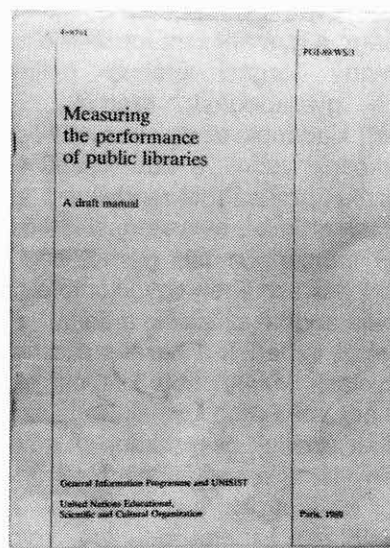 PGI-89/WS/3
Measuring
the performance
of public libraries
A draft manual
General Information Programme and UNISIST
United Nations Educational,
Scientific and Cultural Organization
Paris, 1989